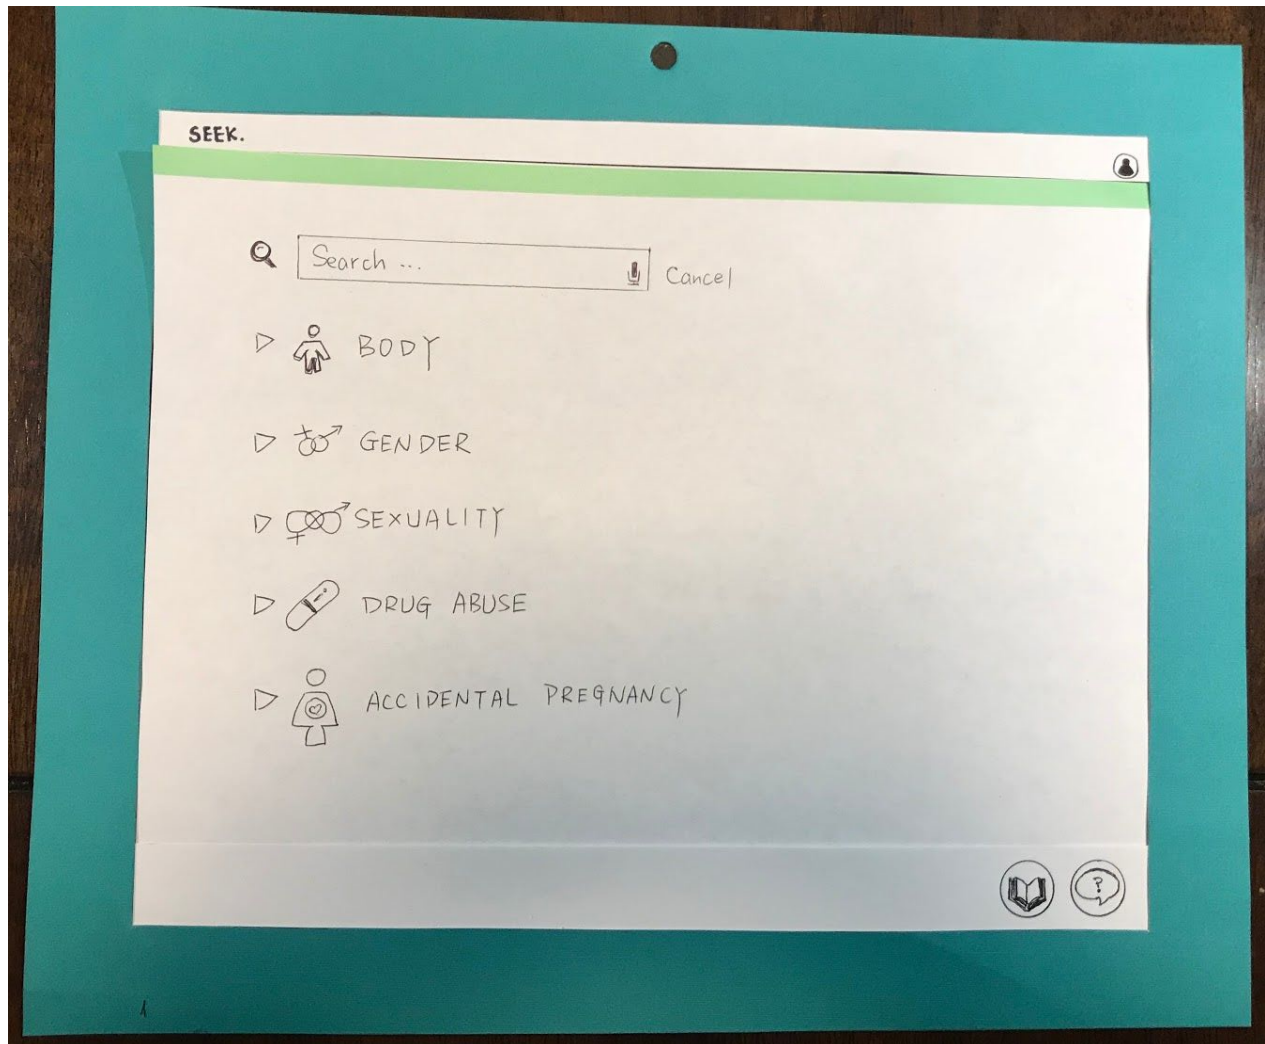 SEEK.
Search ... Cancel
BODY
GENDER
SEXUALITY
DRUG ABUSE
ACCIDENTAL PREGNANCY
?